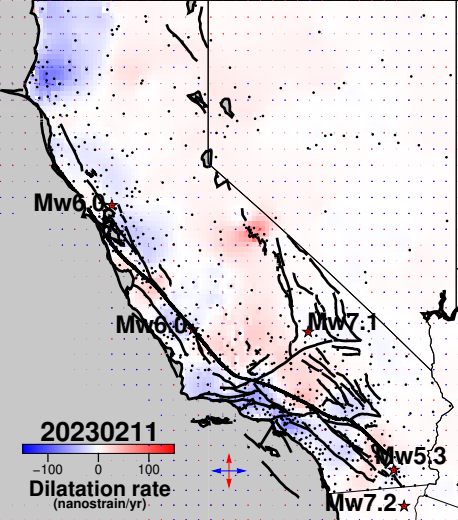 Mw6.0
Mw6.0
Mw7.1
20230211
−100 0 100
Dilatation rate
(nanostrain/yr)
Mw5.3
Mw7.2